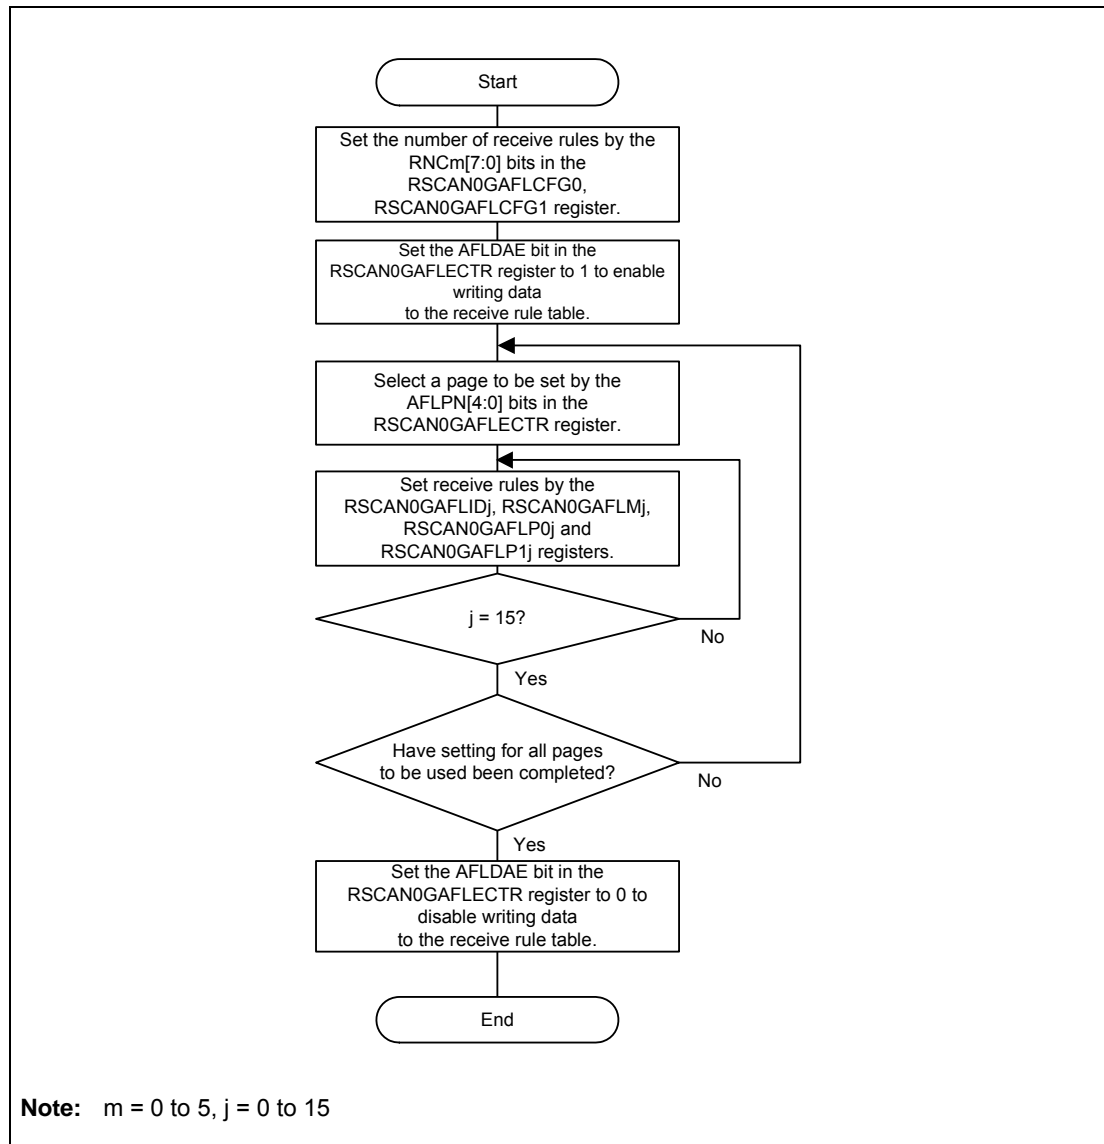 Start
Set the number of receive rules by the
RNCm[7:0] bits in the
RSCAN0GAFLCFG0,
RSCAN0GAFLCFG1 register.
Set the AFLDAE bit in the
RSCAN0GAFLECTR register to 1 to enable
writing data
to the receive rule table.
Select a page to be set by the
AFLPN[4:0] bits in the
RSCAN0GAFLECTR register.
Set receive rules by the
RSCAN0GAFLIDj, RSCAN0GAFLMj,
RSCAN0GAFLP0j and
RSCAN0GAFLP1j registers.
j = 15?
No
Yes
Have setting for all pages
to be used been completed?
No
Yes
Set the AFLDAE bit in the
RSCAN0GAFLECTR register to 0 to
disable writing data
to the receive rule table.
End
Note: m = 0 to 5, j = 0 to 15